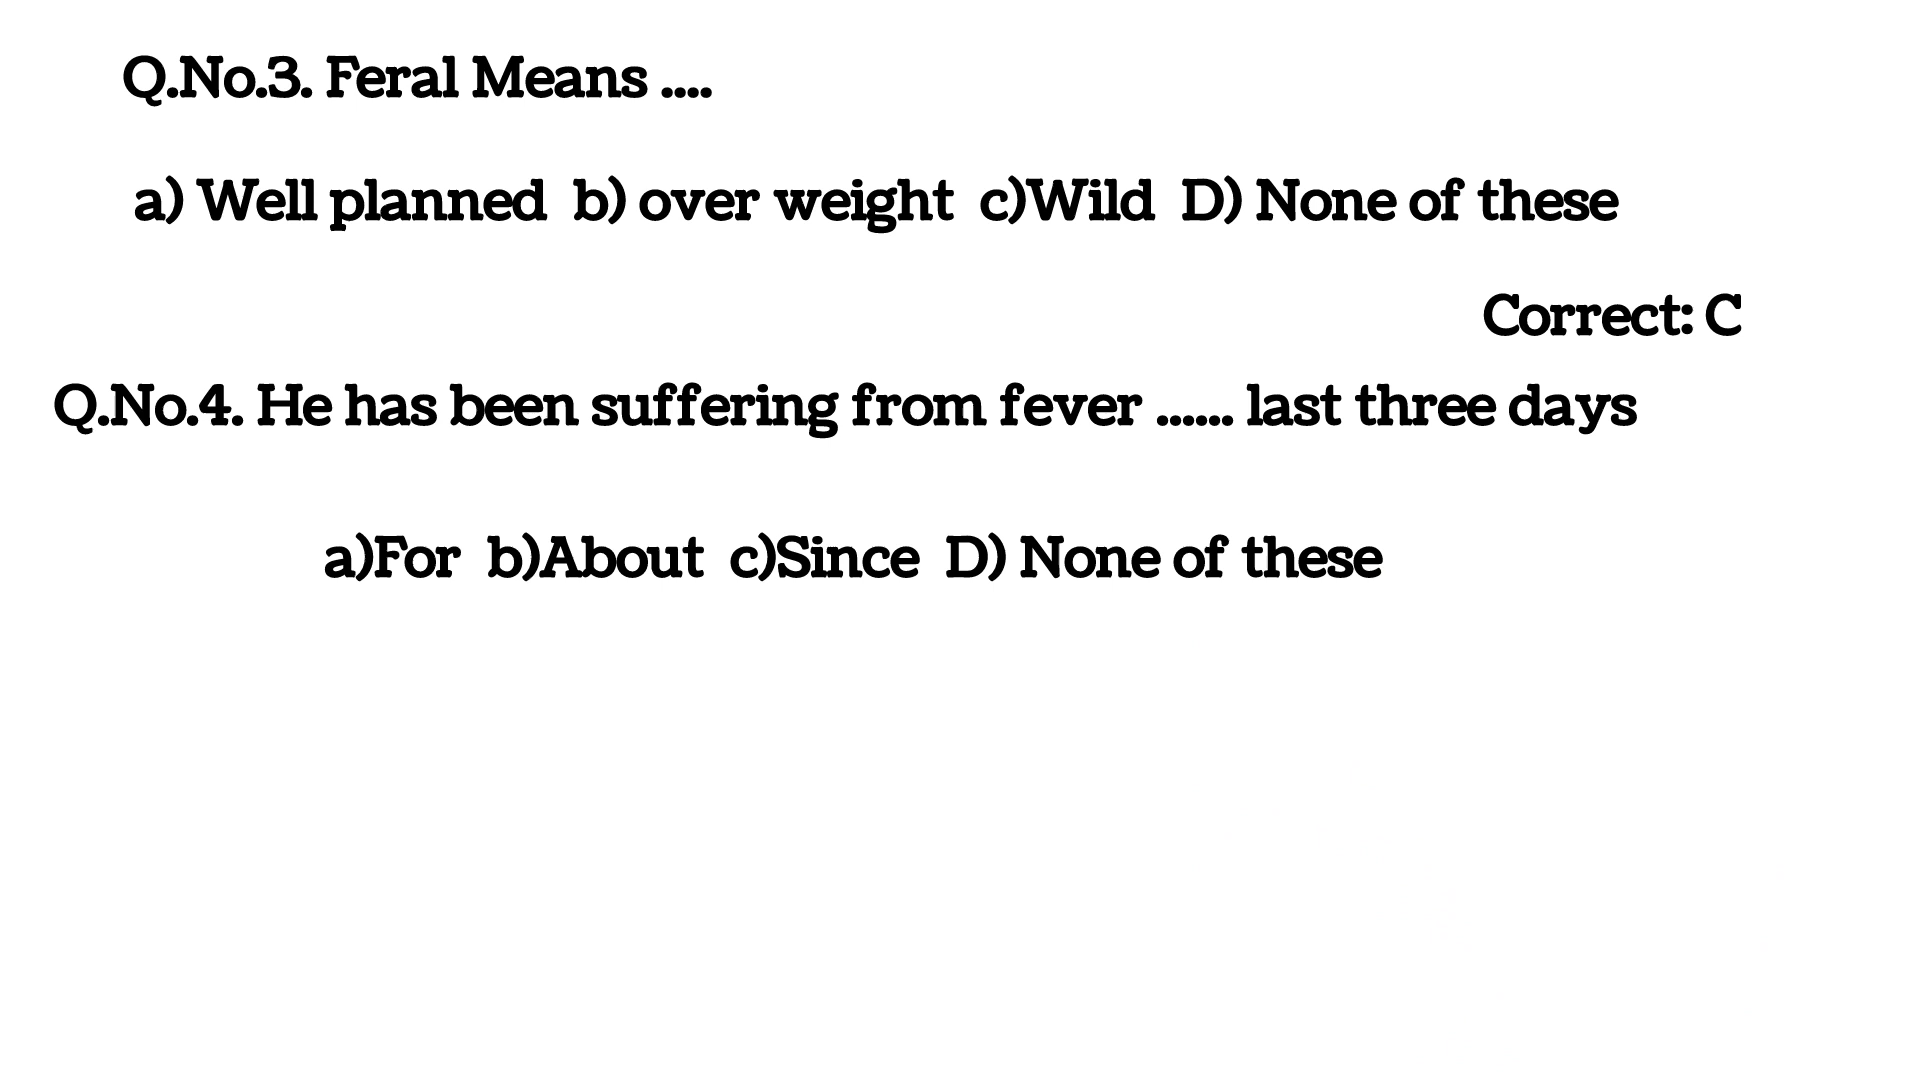 Q.No.3. Feral Means ....
a) Well planned b) over weight c)Wild D) None of these
Correct: C
Q.No.4. He has been suffering from fever ...... last three days
a)For b)About c)Since D) None of these